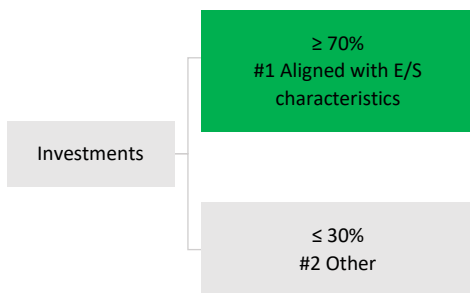 ≥ 70%
#1 Aligned with E/S
characteristics
Investments
≤ 30%
#2 Other